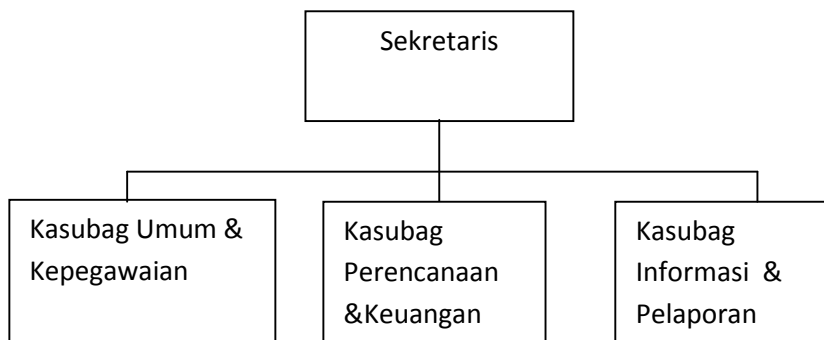 Sekretaris
Kasubag Umum &
Kepegawaian
Kasubag
Perencanaan
&Keuangan
Kasubag
Informasi &
Pelaporan